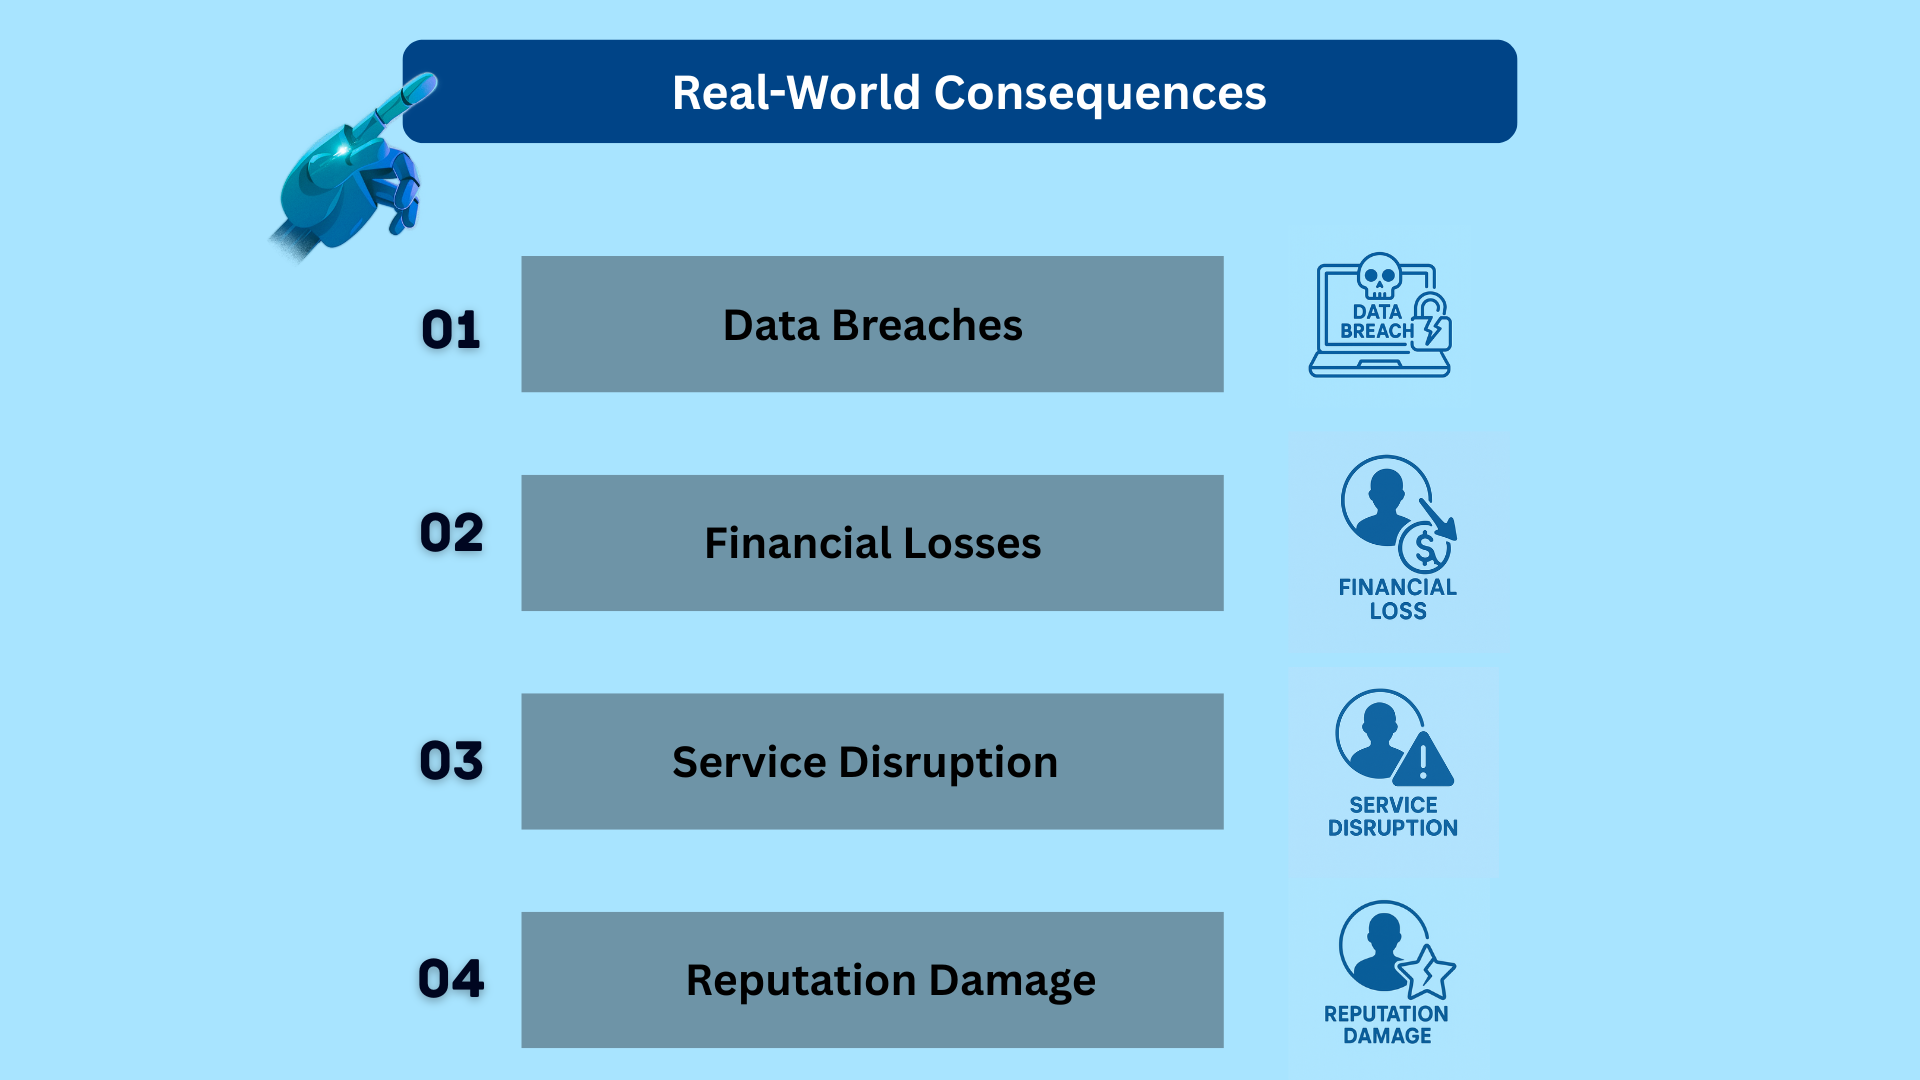 Real-World Consequences
01
Data Breaches
DATA
BREACH
02
Financial Losses
$
FINANCIAL
LOSS
03
Service Disruption
!
SERVICE
DISRUPTION
04
Reputation Damage
REPUTATION
DAMAGE